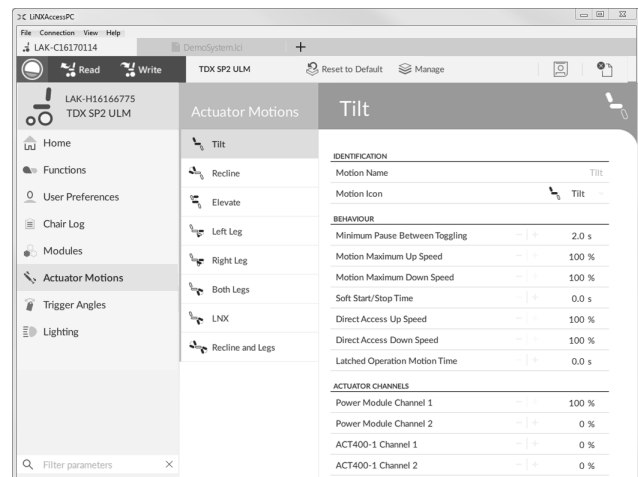 LiNXAccessPC
File Connection View Help
LAK-C16170114
DemoSystem.lci
+
Read
Write
TDX SP2 ULM
Reset to Default
Manage
LAK-H16166775
TDX SP2 ULM
Home
Functions
User Preferences
Chair Log
Modules
Actuator Motions
Trigger Angles
Lighting
Filter parameters
Actuator Motions
Tilt
Recline
Elevate
Left Leg
Right Leg
Both Legs
LNX
Recline and Legs
Tilt
IDENTIFICATION
Motion Name Tilt
Motion Icon Tilt
BEHAVIOUR
Minimum Pause Between Toggling − + 2.0 s
Motion Maximum Up Speed − + 100 %
Motion Maximum Down Speed − + 100 %
Soft Start/Stop Time − + 0.0 s
Direct Access Up Speed − + 100 %
Direct Access Down Speed − + 100 %
Latched Operation Motion Time − + 0.0 s
ACTUATOR CHANNELS
Power Module Channel 1 − + 100 %
Power Module Channel 2 − + 0 %
ACT400-1 Channel 1 − + 0 %
ACT400-1 Channel 2 − + 0 %